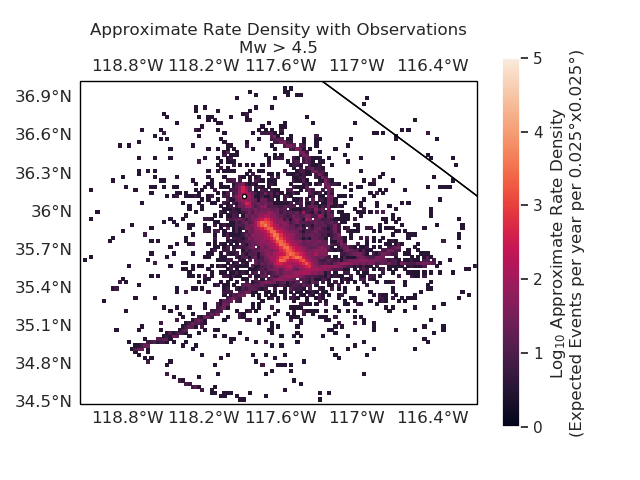 Approximate Rate Density with Observations
Mw > 4.5
118.8°W 118.2°W 117.6°W 117°W 116.4°W
36.9°N
36.6°N
36.3°N
36°N
35.7°N
35.4°N
35.1°N
34.8°N
34.5°N
118.8°W 118.2°W 117.6°W 117°W 116.4°W
5
4
3
2
1
0
Log₁₀ Approximate Rate Density
(Expected Events per year per 0.025°x0.025°)